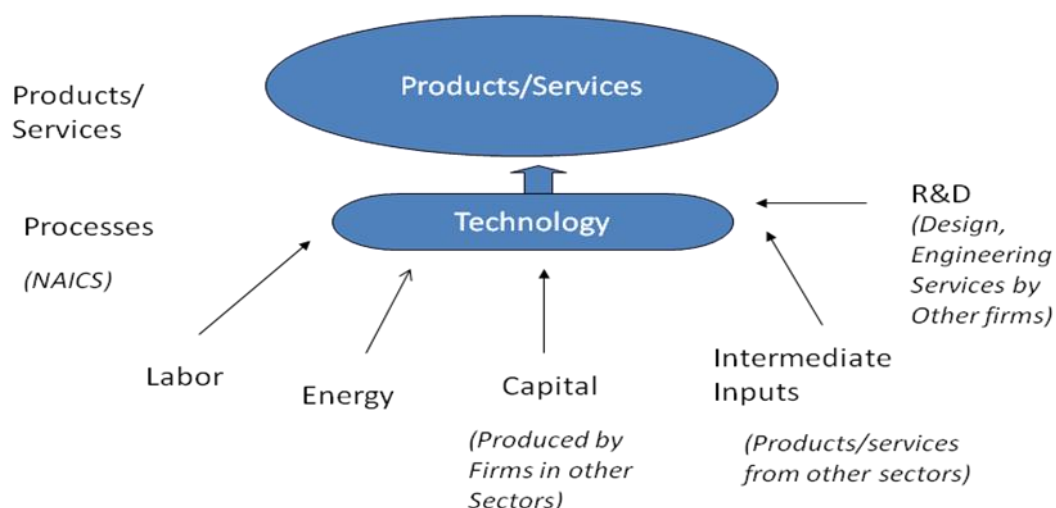 Products/Services
Products/
Services
Technology
Processes
(NAICS)
R&D
(Design,
Engineering
Services by
Other firms)
Labor
Energy
Capital
(Produced by
Firms in other
Sectors)
Intermediate
Inputs
(Products/services
from other sectors)